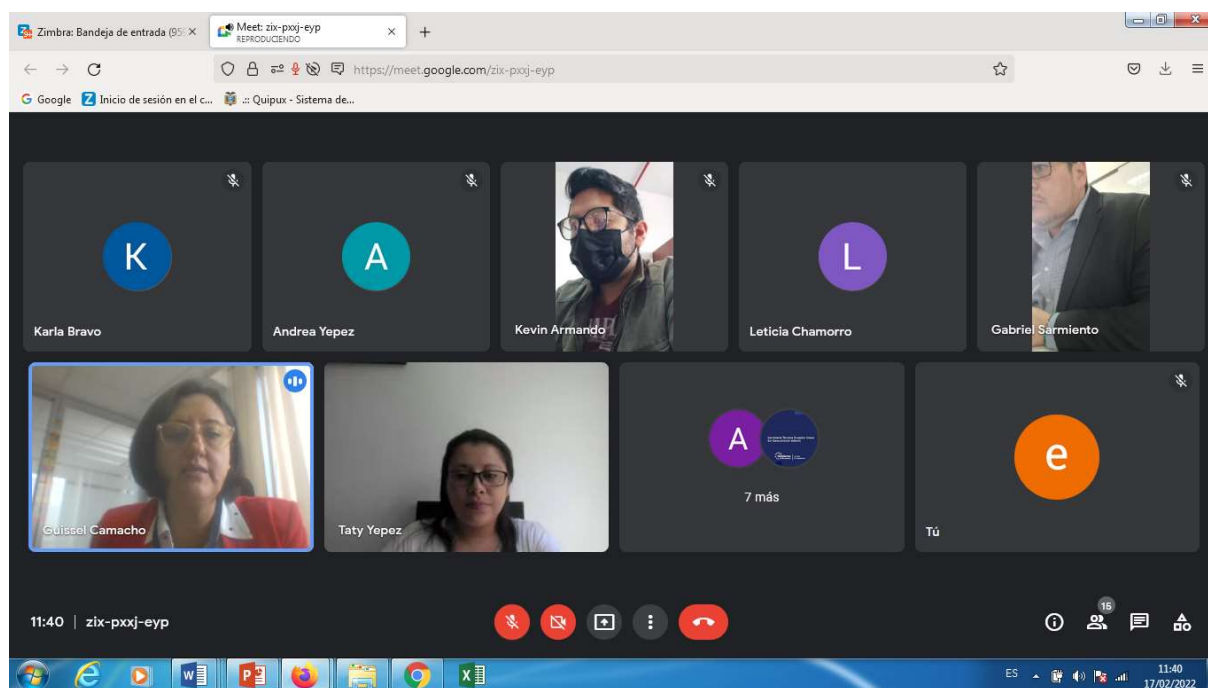 Zimbra: Bandeja de entrada (95
Meet: zix-pxxj-eyp
REPRODUCIENDO
https://meet.google.com/zix-pxxj-eyp
Google
Inicio de sesión en el c...
.:: Quipux - Sistema de...
K
Karla Bravo
A
Andrea Yepez
Kevin Armando
L
Leticia Chamorro
Gabriel Sarmiento
Guissel Camacho
Taty Yepez
A
7 más
e
Tú
11:40 | zix-pxxj-eyp
15
ES
11:40
17/02/2022